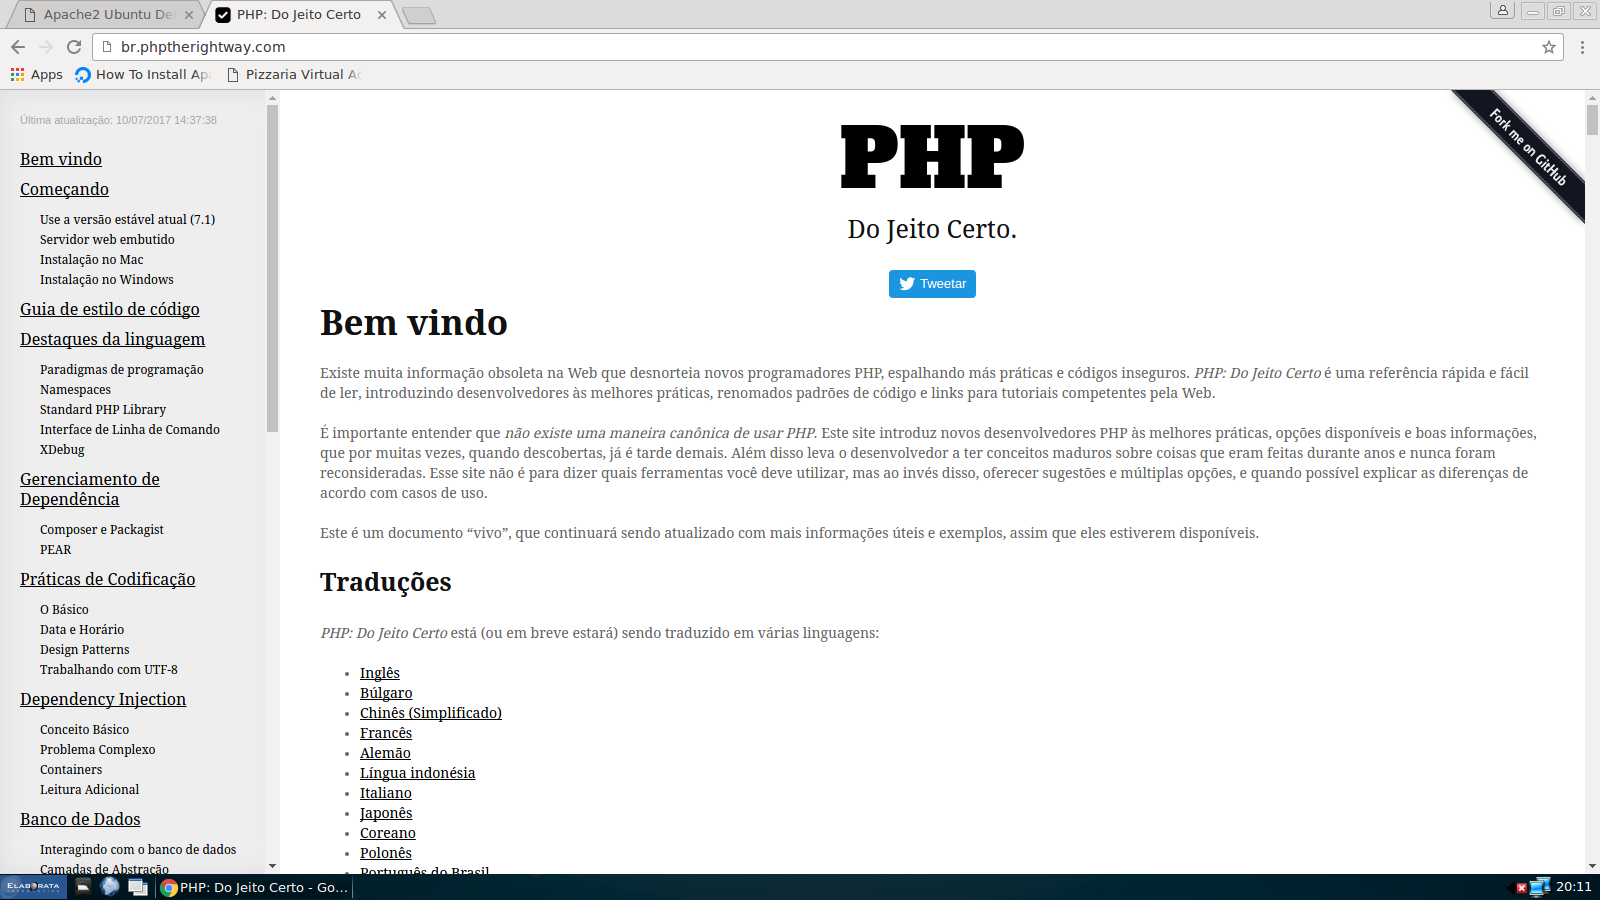 Apache2 Ubuntu De
PHP: Do Jeito Certo
br.phptherightway.com
Apps
How To Install Ap
Pizzaria Virtual A
Última atualização: 10/07/2017 14:37:38
Bem vindo
Começando
Use a versão estável atual (7.1)
Servidor web embutido
Instalação no Mac
Instalação no Windows
Guia de estilo de código
Destaques da linguagem
Paradigmas de programação
Namespaces
Standard PHP Library
Interface de Linha de Comando
XDebug
Gerenciamento de
Dependência
Composer e Packagist
PEAR
Práticas de Codificação
O Básico
Data e Horário
Design Patterns
Trabalhando com UTF-8
Dependency Injection
Conceito Básico
Problema Complexo
Containers
Leitura Adicional
Banco de Dados
Interagindo com o banco de dados
Camadas de Abstração
Fork me on GitHub
PHP
Do Jeito Certo.
Tweetar
Bem vindo
Existe muita informação obsoleta na Web que desnorteia novos programadores PHP, espalhando más práticas e códigos inseguros. PHP: Do Jeito Certo é uma referência rápida e fácil
de ler, introduzindo desenvolvedores às melhores práticas, renomados padrões de código e links para tutoriais competentes pela Web.
É importante entender que não existe uma maneira canônica de usar PHP. Este site introduz novos desenvolvedores PHP às melhores práticas, opções disponíveis e boas informações,
que por muitas vezes, quando descobertas, já é tarde demais. Além disso leva o desenvolvedor a ter conceitos maduros sobre coisas que eram feitas durante anos e nunca foram
reconsideradas. Esse site não é para dizer quais ferramentas você deve utilizar, mas ao invés disso, oferecer sugestões e múltiplas opções, e quando possível explicar as diferenças de
acordo com casos de uso.
Este é um documento “vivo”, que continuará sendo atualizado com mais informações úteis e exemplos, assim que eles estiverem disponíveis.
Traduções
PHP: Do Jeito Certo está (ou em breve estará) sendo traduzido em várias linguagens:
Inglês
Búlgaro
Chinês (Simplificado)
Francês
Alemão
Língua indonésia
Italiano
Japonês
Coreano
Polonês
Português do Brasil
ELABORATA
PHP: Do Jeito Certo - Go...
20:11